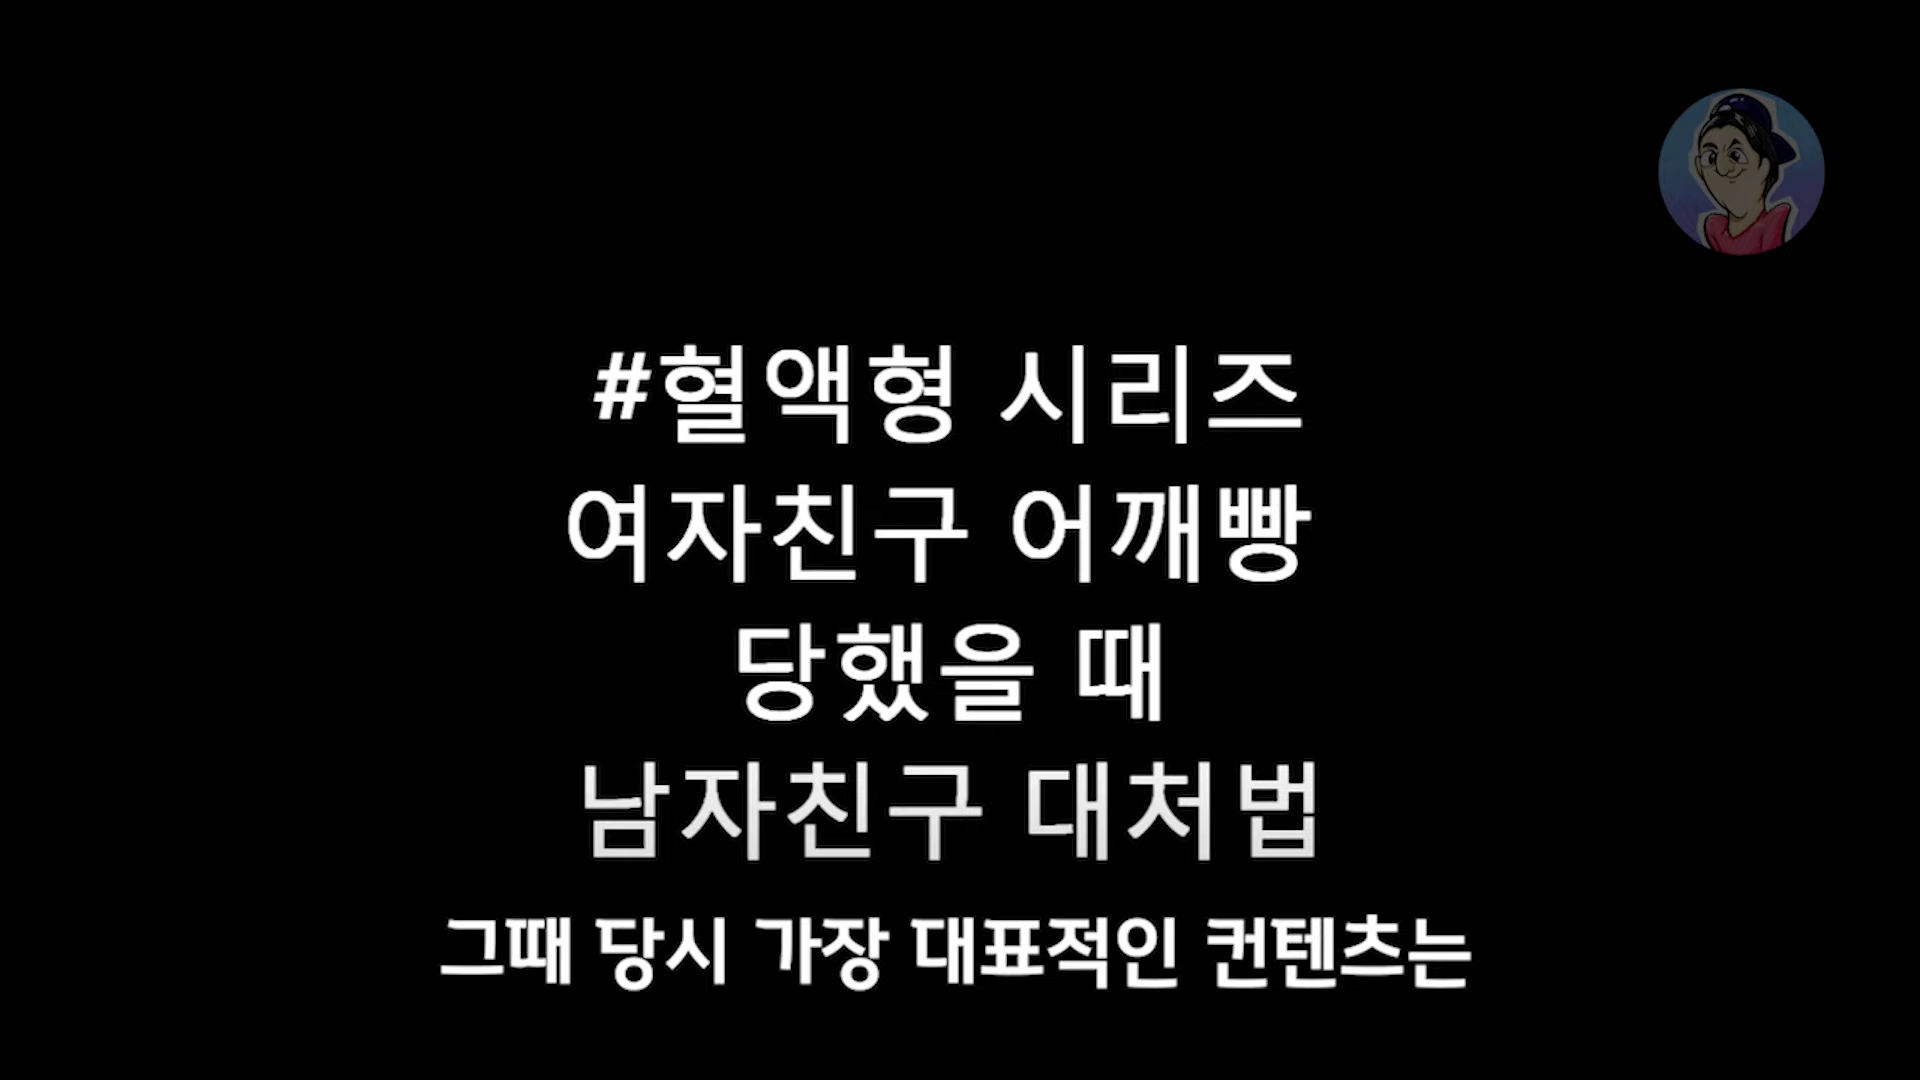 #혈액형 시리즈
여자친구 어깨빵
당했을 때
남자친구 대처법
그때 당시 가장 대표적인 컨텐츠는